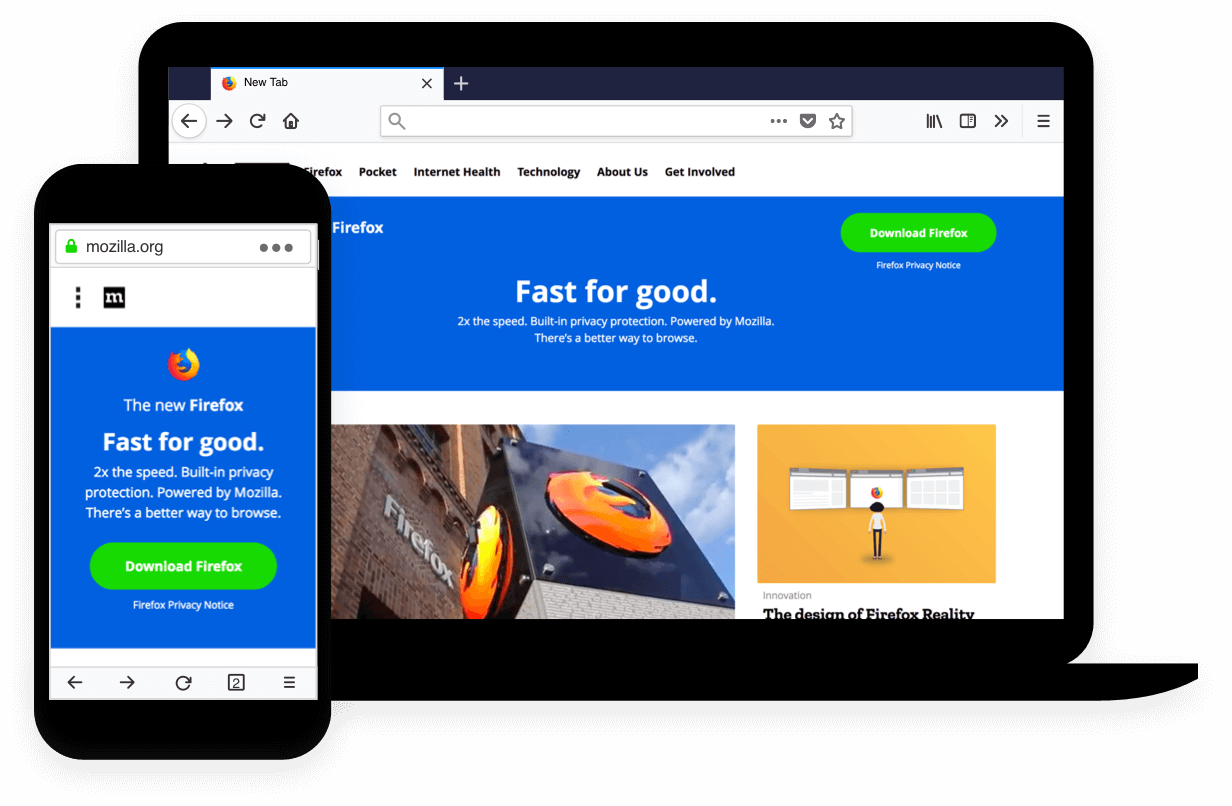 New Tab
Firefox Pocket Internet Health Technology About Us Get Involved
Firefox
Download Firefox
Firefox Privacy Notice
Fast for good.
2x the speed. Built-in privacy protection. Powered by Mozilla.
There’s a better way to browse.
Firefox
Innovation
The design of Firefox Reality
mozilla.org
m
The new Firefox
Fast for good.
2x the speed. Built-in privacy
protection. Powered by Mozilla.
There’s a better way to browse.
Download Firefox
Firefox Privacy Notice
2